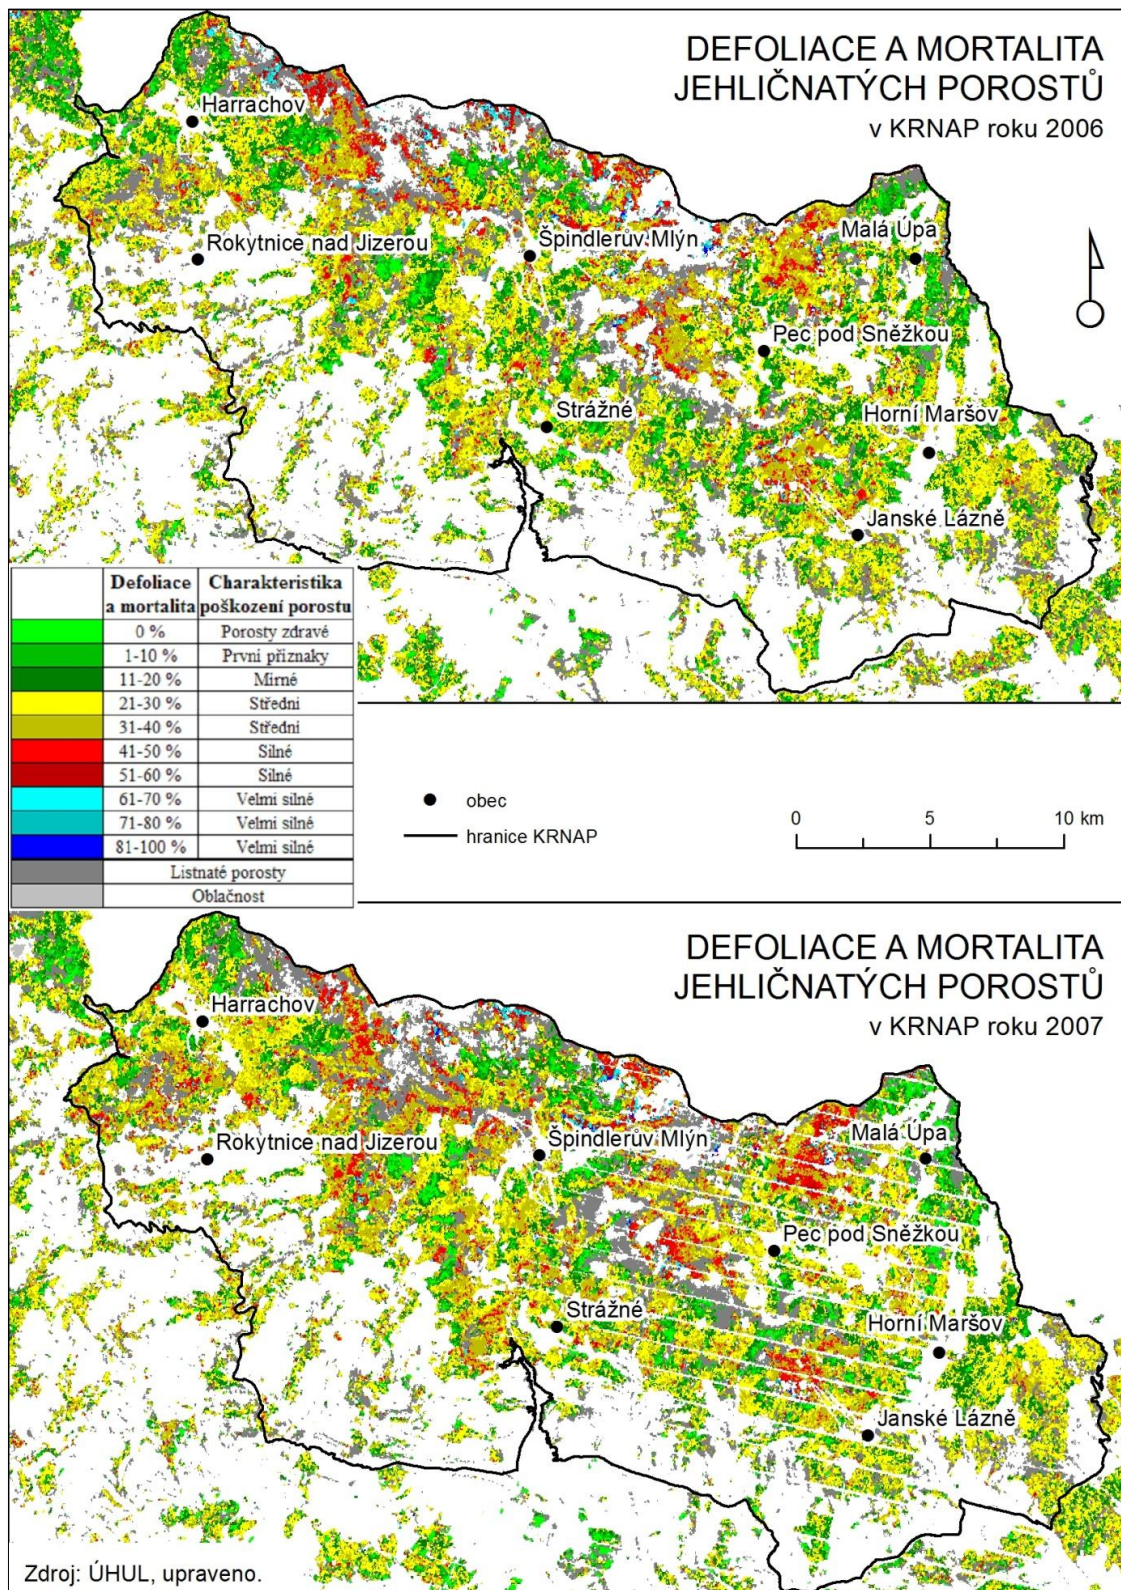 DEFOLIACE A MORTALITA
JEHLIČNATÝCH POROSTŮ
v KRNAP roku 2006
Harrachov
Rokytnice nad Jizerou
Špindlerův Mlýn
Malá Úpa
Pec pod Sněžkou
Strážné
Horní Maršov
Janské Lázně
Defoliace a mortalita Charakteristika poškození porostu
0 % Porosty zdravé
1-10 % První příznaky
11-20 % Mírné
21-30 % Střední
31-40 % Střední
41-50 % Silné
51-60 % Silné
61-70 % Velmi silné
71-80 % Velmi silné
81-100 % Velmi silné
Listnaté porosty
Oblačnost
obec
hranice KRNAP
0 5 10 km
DEFOLIACE A MORTALITA
JEHLIČNATÝCH POROSTŮ
v KRNAP roku 2007
Harrachov
Rokytnice nad Jizerou
Špindlerův Mlýn
Malá Úpa
Pec pod Sněžkou
Strážné
Horní Maršov
Janské Lázně
Zdroj: ÚHUL, upraveno.